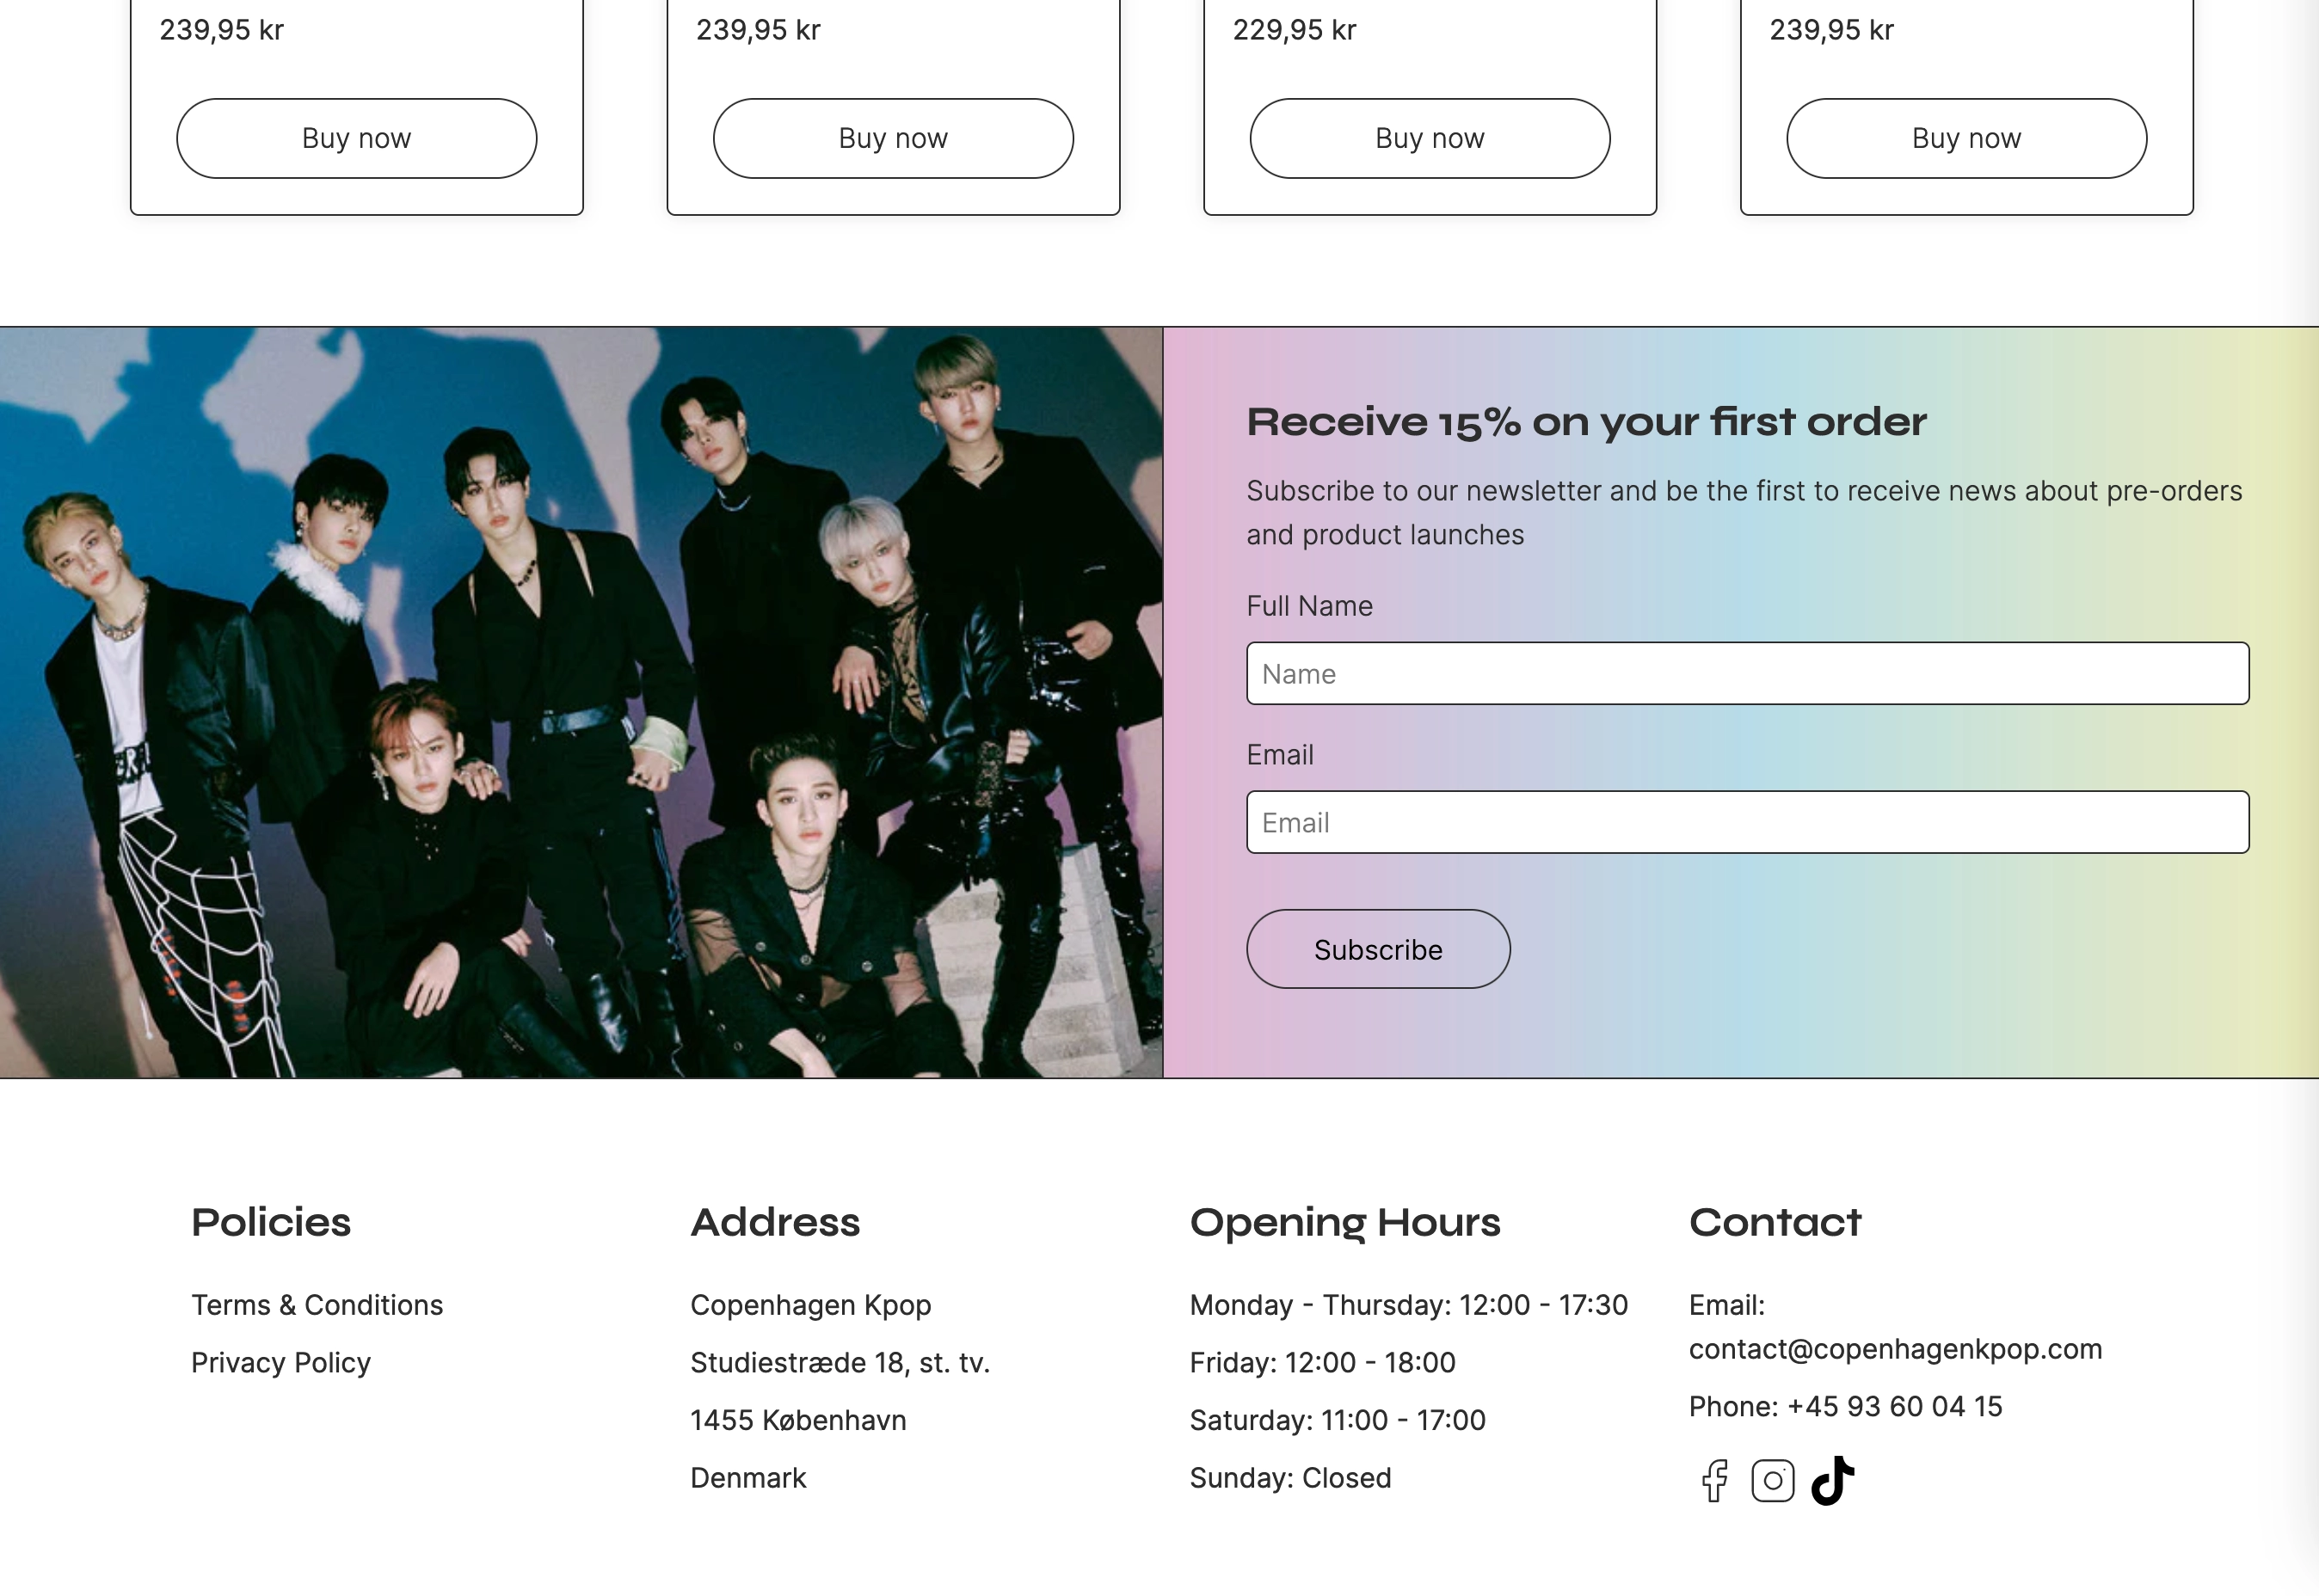 239,95 kr
239,95 kr
229,95 kr
239,95 kr
Buy now
Buy now
Buy now
Buy now
Receive 15% on your first order
Subscribe to our newsletter and be the first to receive news about pre-orders
and product launches
Full Name
Name
Email
Email
Subscribe
Policies
Terms & Conditions
Privacy Policy
Address
Copenhagen Kpop
Studiestræde 18, st. tv.
1455 København
Denmark
Opening Hours
Monday - Thursday: 12:00 - 17:30
Friday: 12:00 - 18:00
Saturday: 11:00 - 17:00
Sunday: Closed
Contact
Email:
contact@copenhagenkpop.com
Phone: +45 93 60 04 15